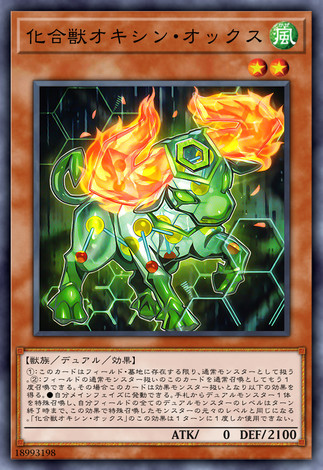 化合獣オキシン・オックス
風
【獣族／デュアル／効果】
①：このカードはフィールド・墓地に存在する限り、通常モンスターとして扱う。
②：フィールドの通常モンスター扱いのこのカードを通常召喚としてもう１
度召喚できる。その場合このカードは効果モンスター扱いとなり以下の効果を
得る。●自分メインフェイズに発動できる。手札からデュアルモンスター１体
を特殊召喚し、自分フィールドの全てのデュアルモンスターのレベルはターン
終了時まで、この効果で特殊召喚したモンスターの元々のレベルと同じになる。
「化合獣オキシン・オックス」のこの効果は１ターンに１度しか使用できない。
ATK/ 0 DEF/2100
18993198